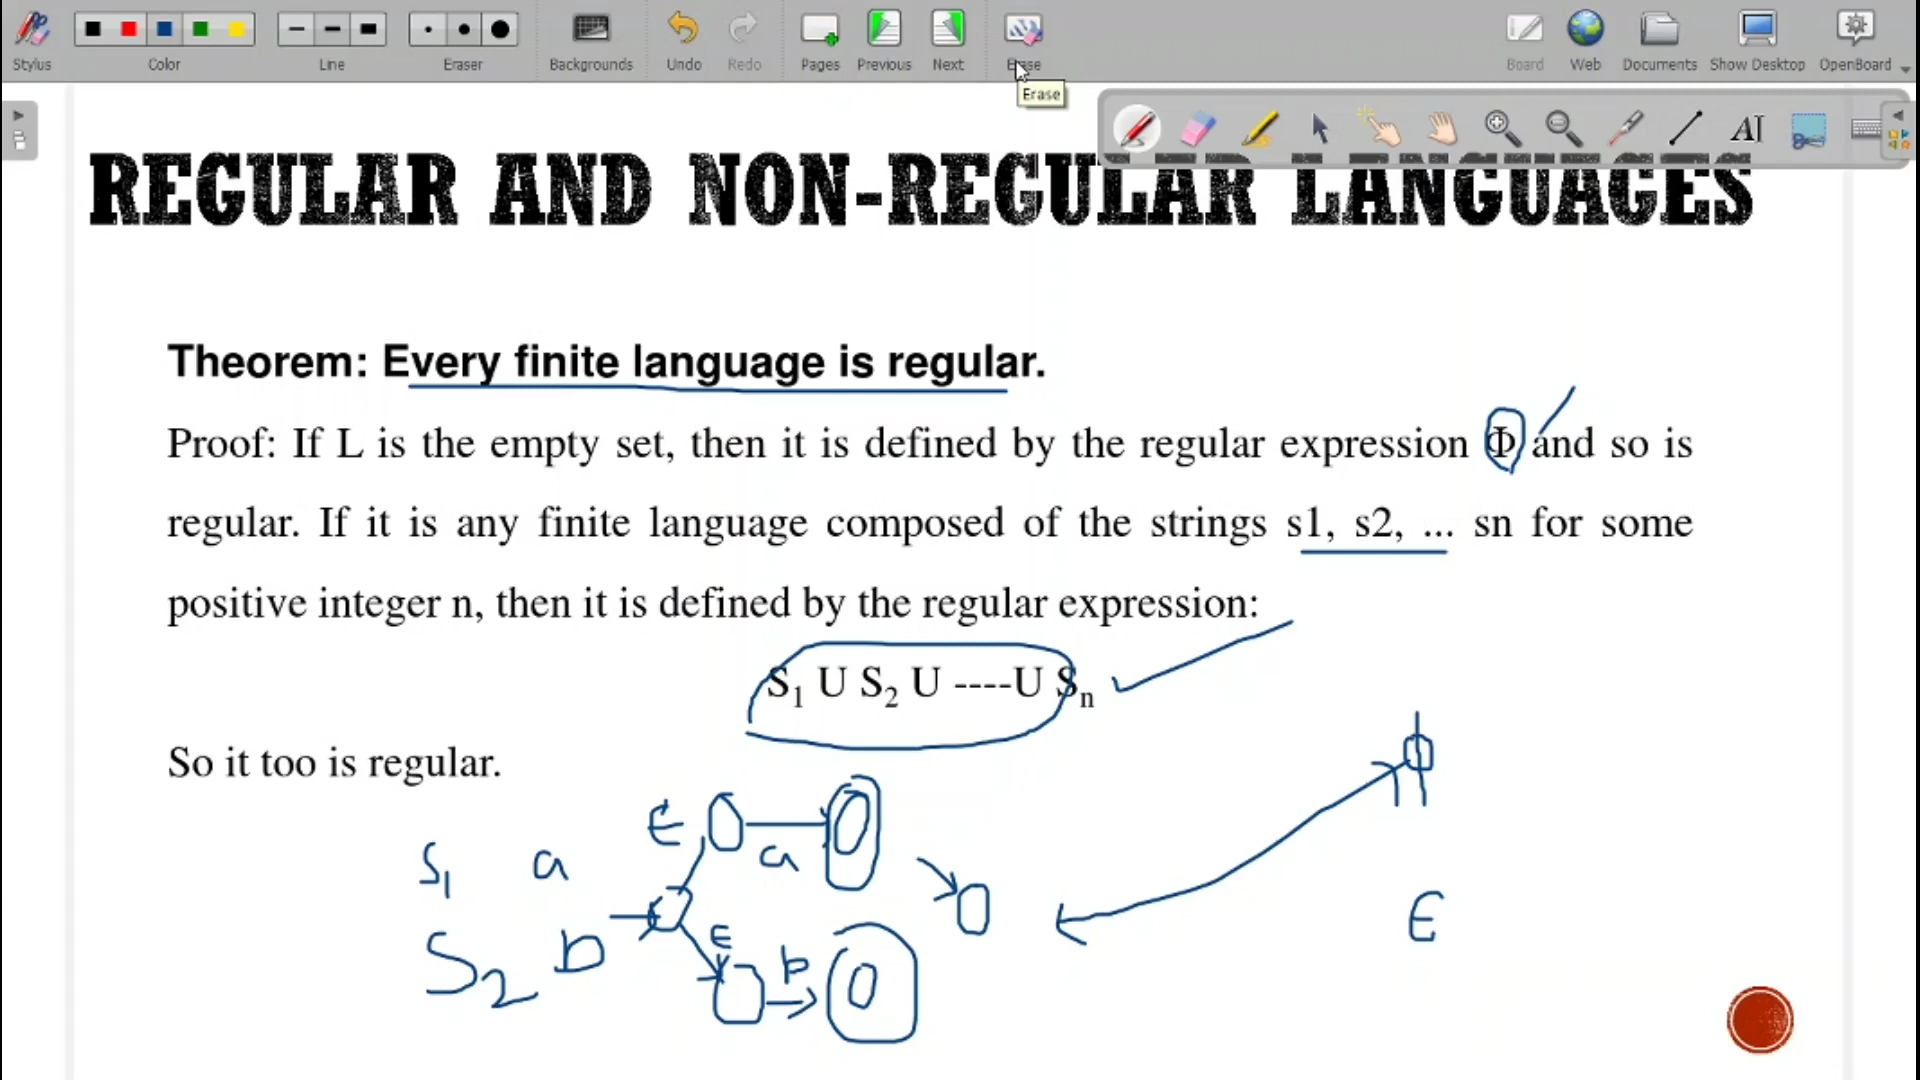 Stylus Color Line Eraser Backgrounds Undo Redo Pages Previous Next Erase Board Web Documents Show Desktop OpenBoard
Erase
AI
REGULAR AND NON-REGULAR LANGUAGES
Theorem: Every finite language is regular.
Proof: If L is the empty set, then it is defined by the regular expression Φ and so is
regular. If it is any finite language composed of the strings s1, s2, ... sn for some
positive integer n, then it is defined by the regular expression:
S₁ U S₂ U ----U Sₙ
So it too is regular.
S₁ a
S₂ b
ϵ a
ϵ b
ϕ
ϵ